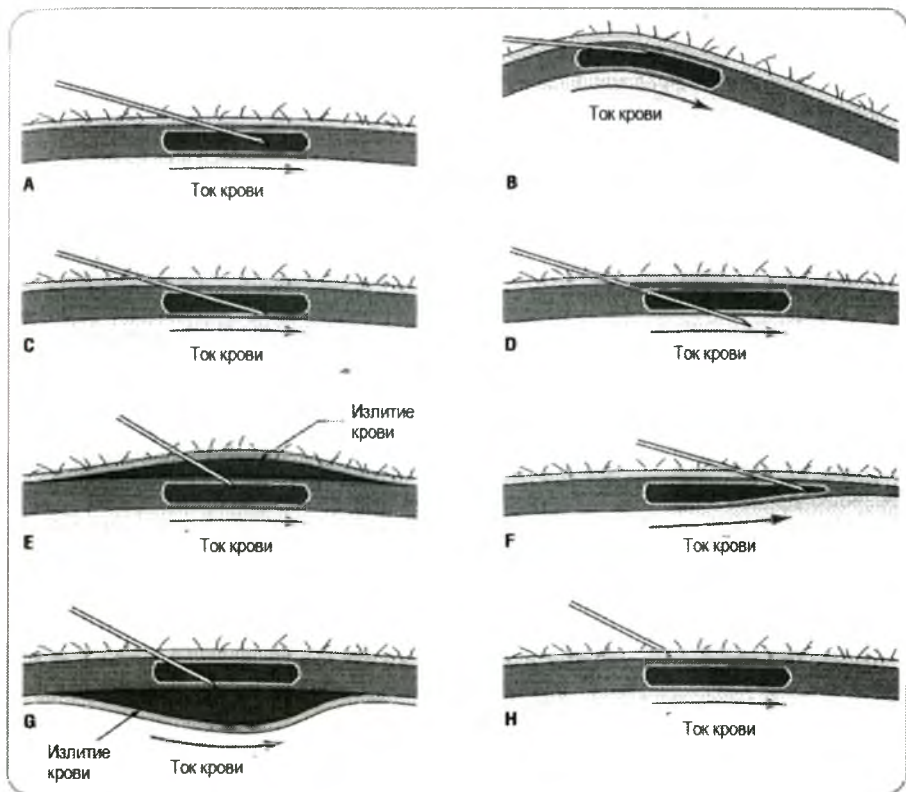 A
Ток крови
B
Ток крови
C
Ток крови
D
Ток крови
Излитие
крови
E
Ток крови
F
Ток крови
G
Излитие
крови
Ток крови
H
Ток крови